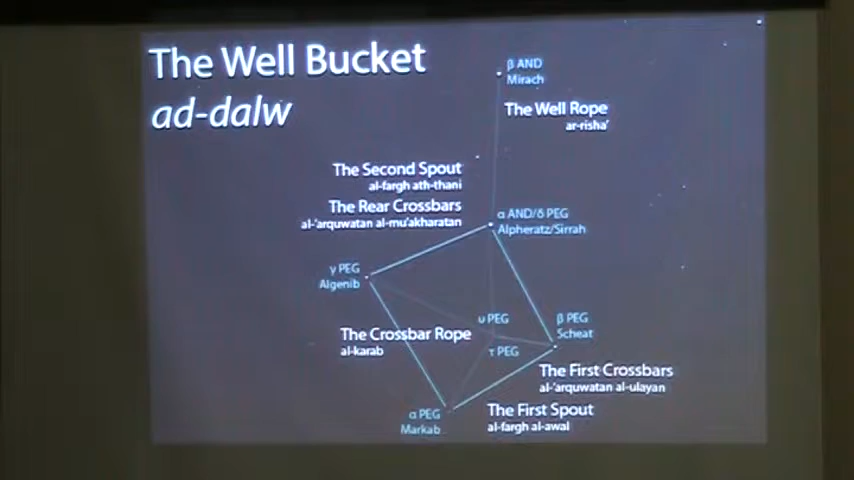 The Well Bucket
ad-dalw
β AND
Mirach
The Well Rope
ar-risha'
The Second Spout
al-fargh ath-thani
The Rear Crossbars
al-'arquwatan al-mu'akharatan
α AND/δ PEG
Alpheratz/Sirrah
γ PEG
Algenib
υ PEG
β PEG
Scheat
The Crossbar Rope
al-karab
τ PEG
The First Crossbars
al-'arquwatan al-ulayan
α PEG
Markab
The First Spout
al-fargh al-awal